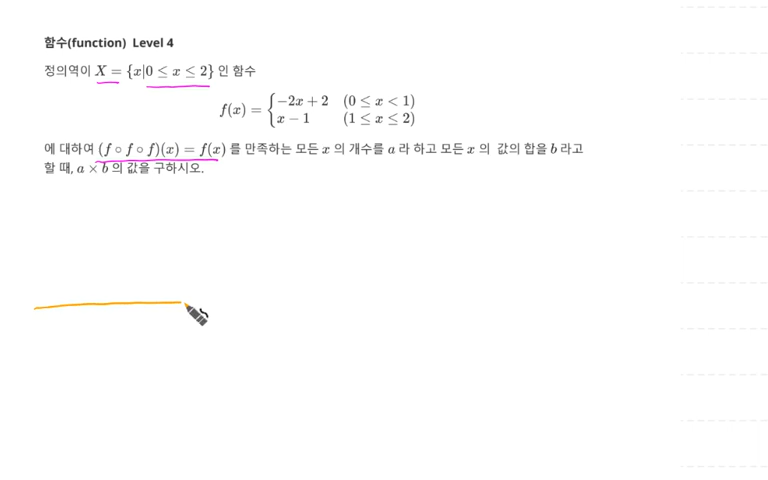 함수(function) Level 4
정의역이 X = {x|0 ≤ x ≤ 2} 인 함수
f(x) = { −2x + 2 (0 ≤ x < 1)
x − 1 (1 ≤ x ≤ 2)
에 대하여 (f ∘ f ∘ f)(x) = f(x) 를 만족하는 모든 x 의 개수를 a 라 하고 모든 x 의 값의 합을 b 라고
할 때, a × b 의 값을 구하시오.